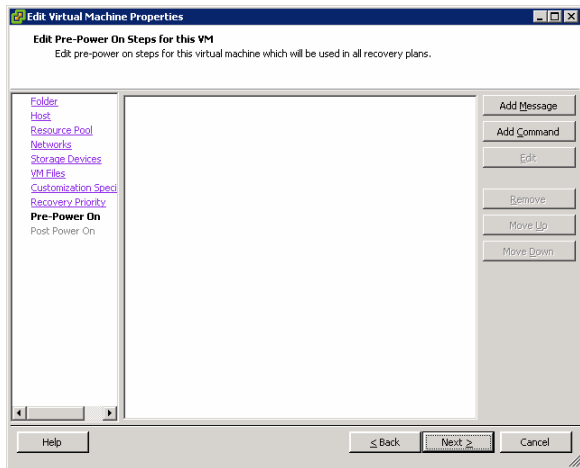 Edit Virtual Machine Properties
Edit Pre-Power On Steps for this VM
Edit pre-power on steps for this virtual machine which will be used in all recovery plans.
Folder
Host
Resource Pool
Networks
Storage Devices
VM Files
Customization Speci
Recovery Priority
Pre-Power On
Post Power On
Add Message
Add Command
Edit
Remove
Move Up
Move Down
Help
≤ Back
Next ≥
Cancel